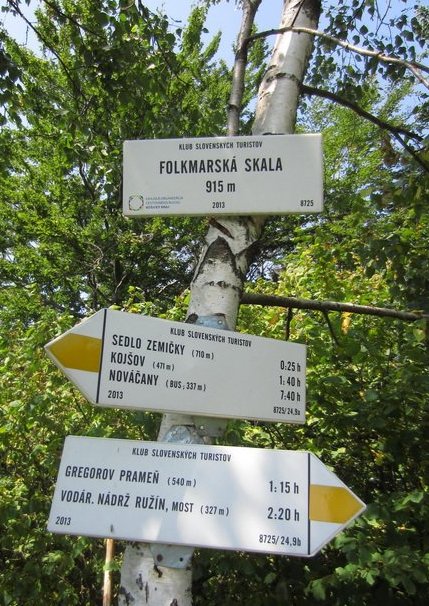 KLUB SLOVENSKÝCH TURISTOV
FOLKMARSKÁ SKALA
915 m
KOŠICKÝ KRAJ
2013
8725
KLUB SLOVENSKÝCH TURISTOV
SEDLO ZEMIČKY (710 m) 0:25 h
KOJŠOV (471 m) 1:40 h
NOVÁČANY (BUS; 337 m) 7:40 h
2013 8725/24,9a
KLUB SLOVENSKÝCH TURISTOV
GREGOROV PRAMEŇ (540 m) 1:15 h
VODÁR. NÁDRŽ RUŽÍN, MOST (327 m) 2:20 h
2013 8725/24,9b